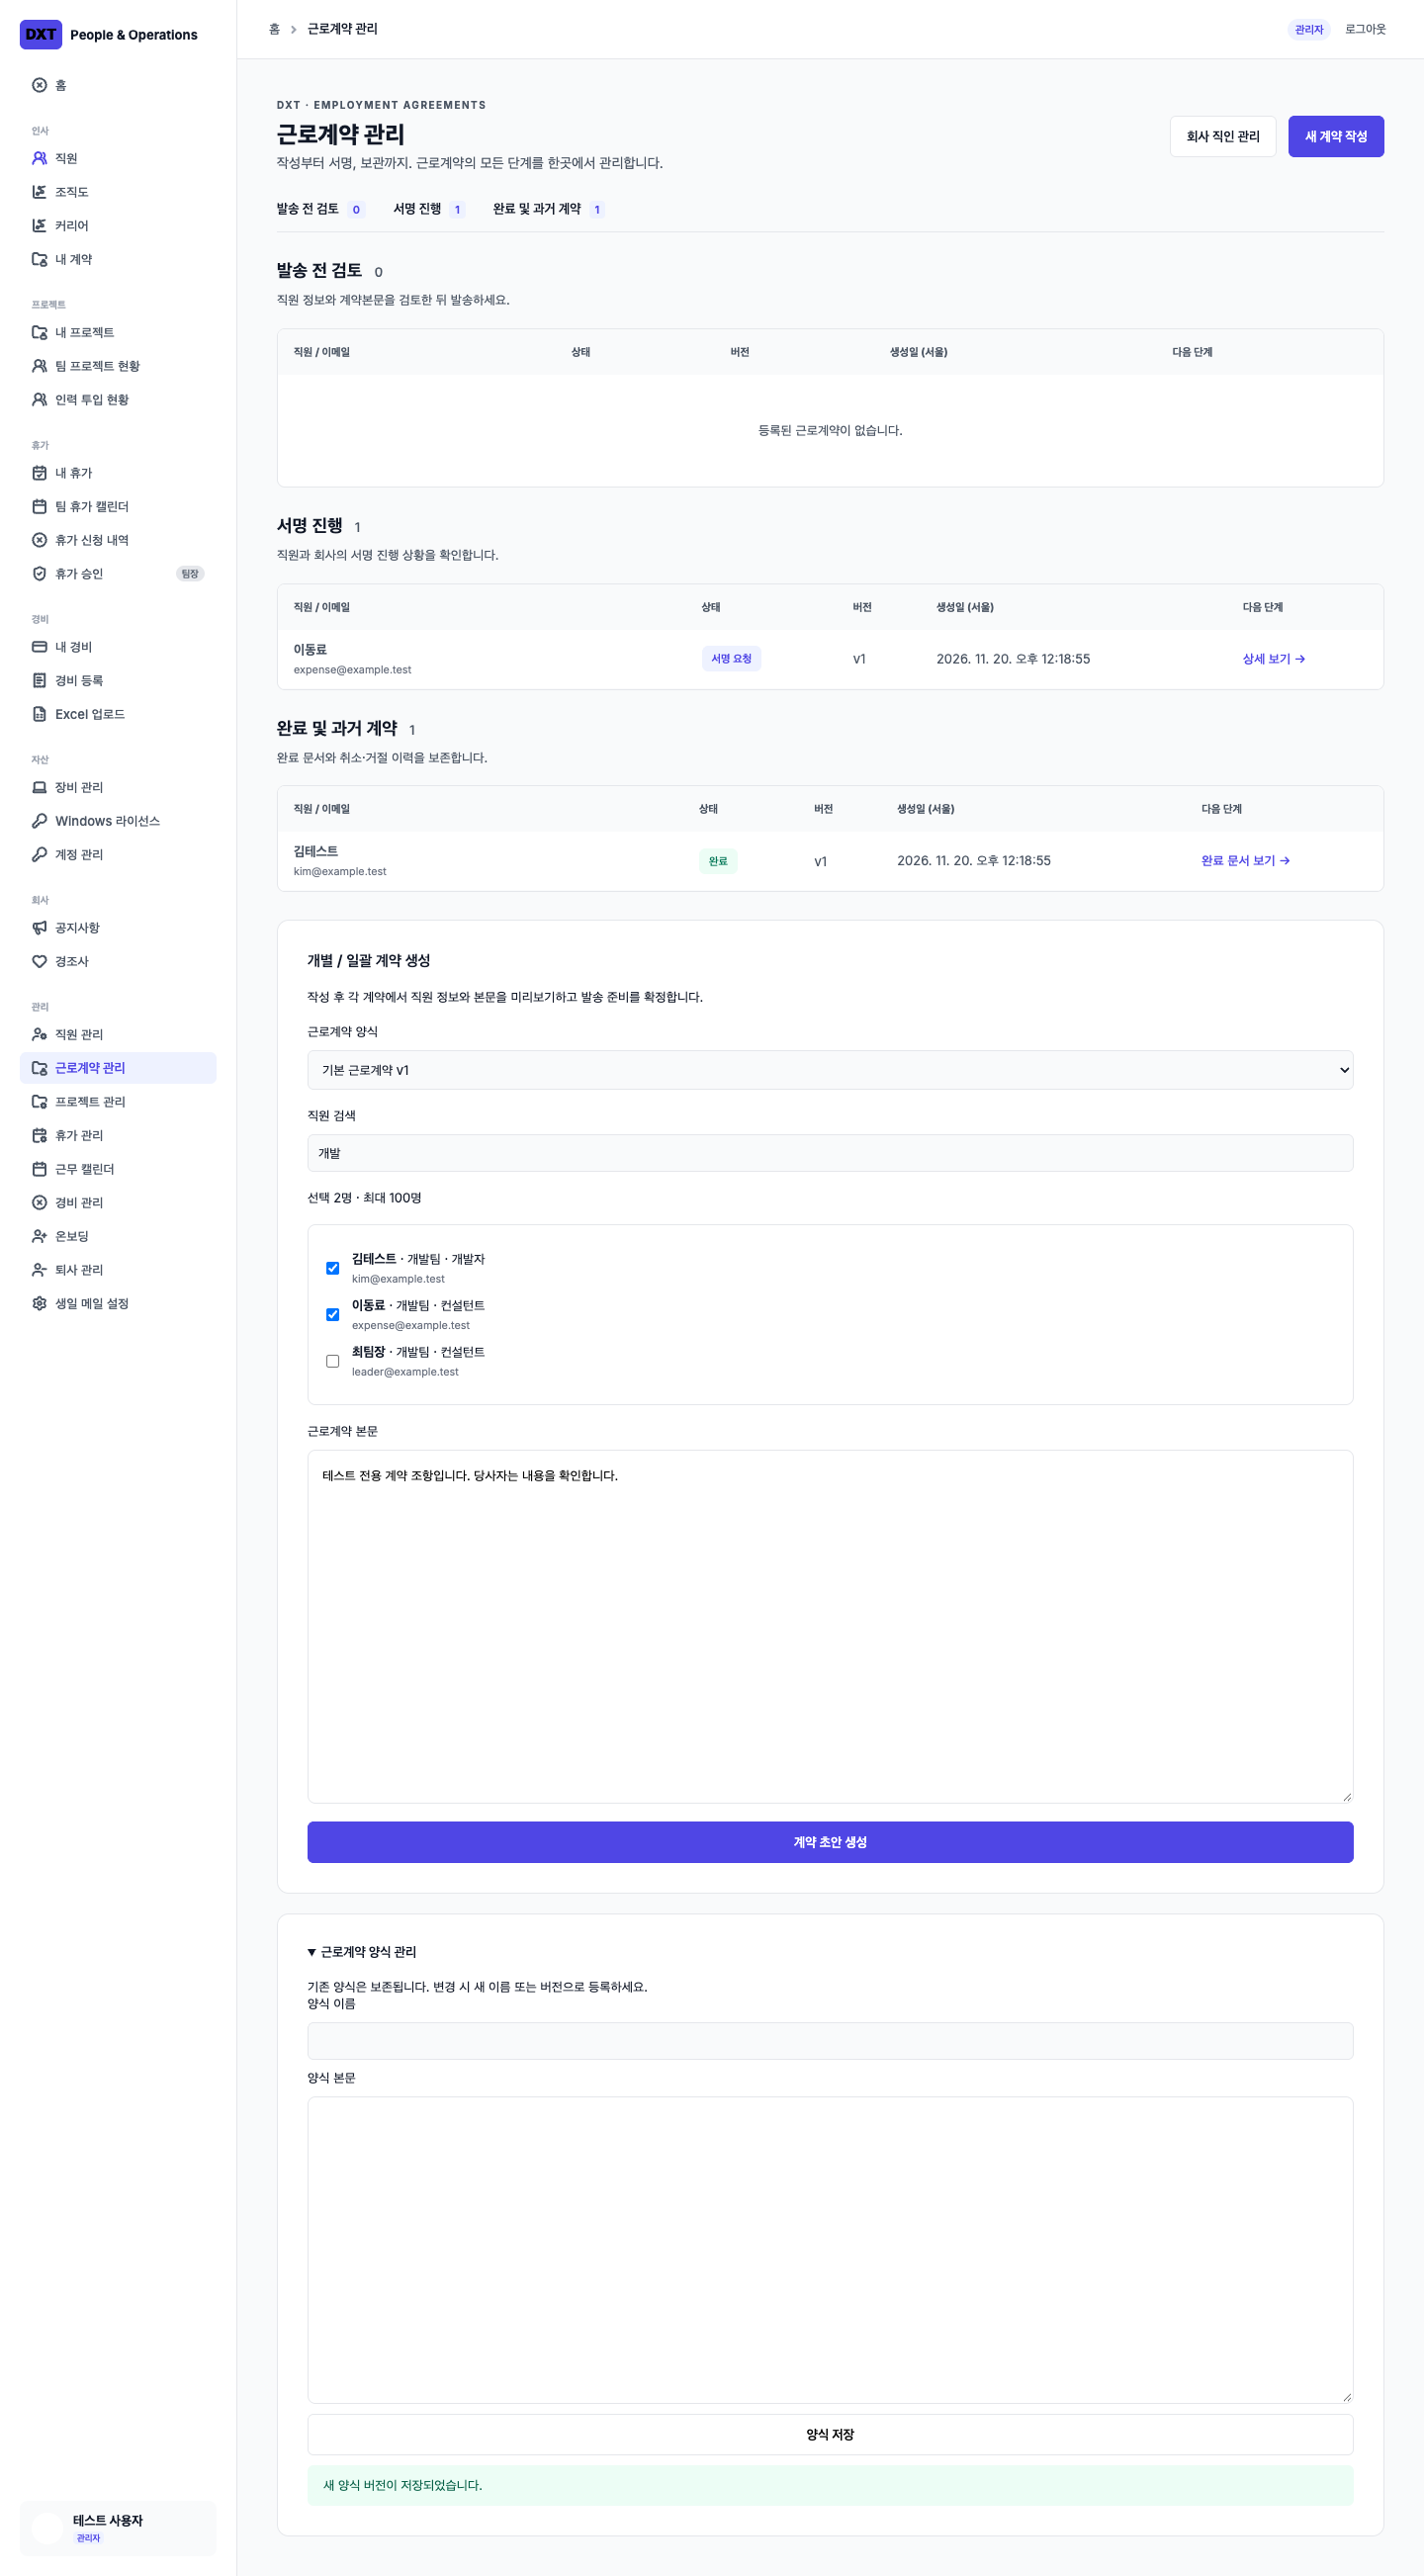 DXT People & Operations
홈
인사
직원
조직도
커리어
내 계약
프로젝트
내 프로젝트
팀 프로젝트 현황
인력 투입 현황
휴가
내 휴가
팀 휴가 캘린더
휴가 신청 내역
휴가 승인 팀장
경비
내 경비
경비 등록
Excel 업로드
자산
장비 관리
Windows 라이선스
계정 관리
회사
공지사항
경조사
관리
직원 관리
근로계약 관리
프로젝트 관리
휴가 관리
근무 캘린더
경비 관리
온보딩
퇴사 관리
생일 메일 설정
테스트 사용자
관리자
홈 > 근로계약 관리
관리자 로그아웃
DXT · EMPLOYMENT AGREEMENTS
근로계약 관리
작성부터 서명, 보관까지. 근로계약의 모든 단계를 한곳에서 관리합니다.
회사 직인 관리 새 계약 작성
발송 전 검토 0 서명 진행 1 완료 및 과거 계약 1
발송 전 검토 0
직원 정보와 계약본문을 검토한 뒤 발송하세요.
직원 / 이메일 상태 버전 생성일 (서울) 다음 단계
등록된 근로계약이 없습니다.
서명 진행 1
직원과 회사의 서명 진행 상황을 확인합니다.
직원 / 이메일 상태 버전 생성일 (서울) 다음 단계
이동료
expense@example.test
서명 요청 v1 2026. 11. 20. 오후 12:18:55 상세 보기 →
완료 및 과거 계약 1
완료 문서와 취소·거절 이력을 보존합니다.
직원 / 이메일 상태 버전 생성일 (서울) 다음 단계
김테스트
kim@example.test
완료 v1 2026. 11. 20. 오후 12:18:55 완료 문서 보기 →
개별 / 일괄 계약 생성
작성 후 각 계약에서 직원 정보와 본문을 미리보기하고 발송 준비를 확정합니다.
근로계약 양식
기본 근로계약 v1
직원 검색
개발
선택 2명 · 최대 100명
김테스트 · 개발팀 · 개발자
kim@example.test
이동료 · 개발팀 · 컨설턴트
expense@example.test
최팀장 · 개발팀 · 컨설턴트
leader@example.test
근로계약 본문
테스트 전용 계약 조항입니다. 당사자는 내용을 확인합니다.
계약 초안 생성
▼ 근로계약 양식 관리
기존 양식은 보존됩니다. 변경 시 새 이름 또는 버전으로 등록하세요.
양식 이름
양식 본문
양식 저장
새 양식 버전이 저장되었습니다.